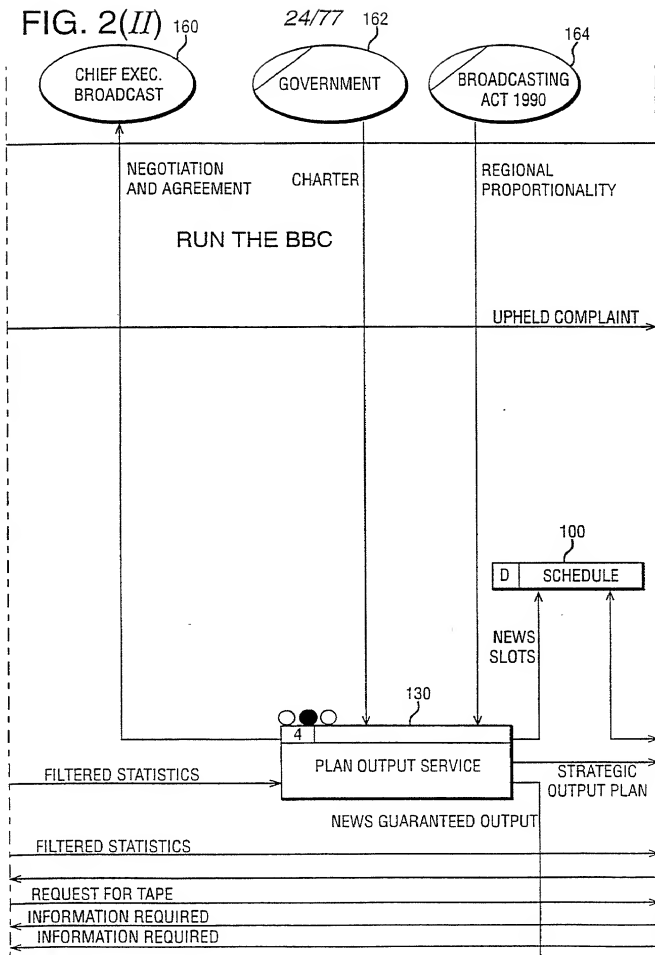 FIG. 2(II)
24/77
160
162
164
CHIEF EXEC.
BROADCAST
GOVERNMENT
BROADCASTING
ACT 1990
NEGOTIATION
AND AGREEMENT
CHARTER
REGIONAL
PROPORTIONALITY
RUN THE BBC
UPHELD COMPLAINT
100
D SCHEDULE
NEWS
SLOTS
130
4
PLAN OUTPUT SERVICE
FILTERED STATISTICS
STRATEGIC
OUTPUT PLAN
NEWS GUARANTEED OUTPUT
FILTERED STATISTICS
REQUEST FOR TAPE
INFORMATION REQUIRED
INFORMATION REQUIRED